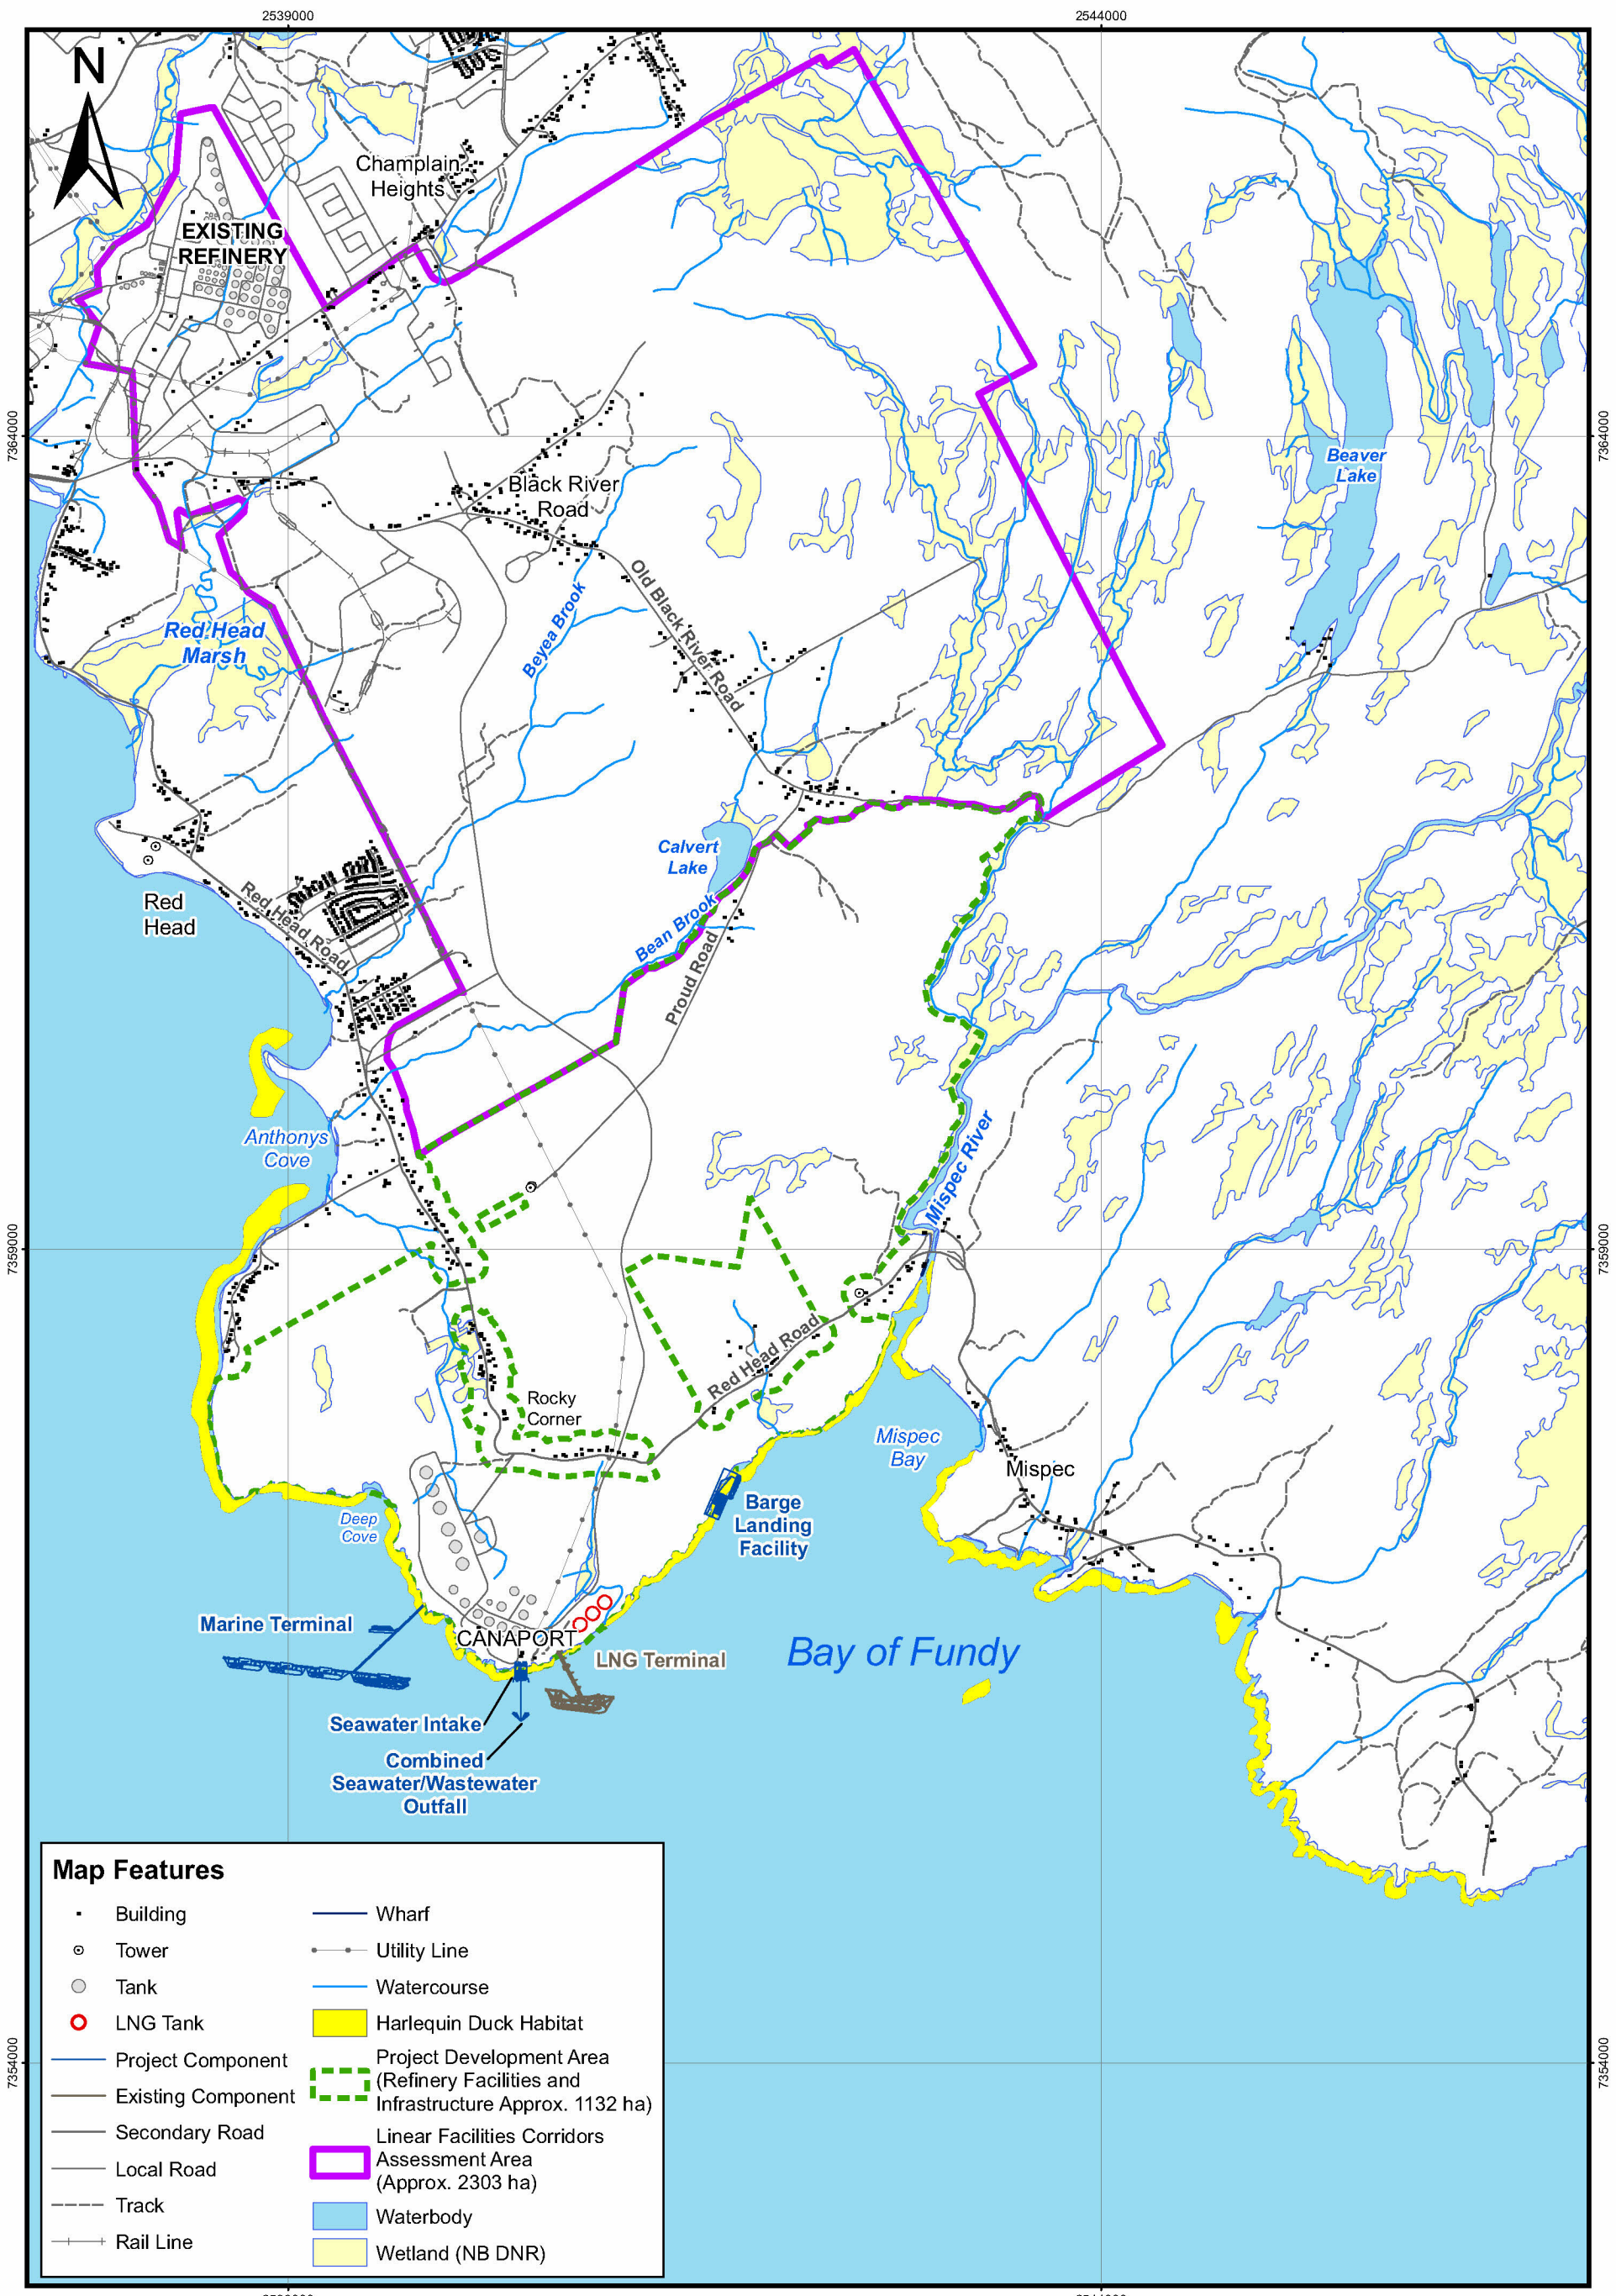 2539000
2544000
N
Champlain
Heights
EXISTING
REFINERY
7364000
7364000
Beaver
Lake
Black River
Road
Old Black River Road
Beyea Brook
Red Head
Marsh
Calvert
Lake
Red
Head
Red Head Road
Bean Brook
Proud Road
Anthonys
Cove
Mispec River
7359000
7359000
Red Head Road
Rocky
Corner
Mispec
Bay
Mispec
Deep
Cove
Barge
Landing
Facility
Marine Terminal
CANAPORT
LNG Terminal
Bay of Fundy
Seawater Intake
Combined
Seawater/Wastewater
Outfall
Map Features
Building
Tower
Tank
LNG Tank
Project Component
Existing Component
Secondary Road
Local Road
Track
Rail Line
Wharf
Utility Line
Watercourse
Harlequin Duck Habitat
Project Development Area
(Refinery Facilities and
Infrastructure Approx. 1132 ha)
Linear Facilities Corridors
Assessment Area
(Approx. 2303 ha)
Waterbody
Wetland (NB DNR)
7354000
7354000